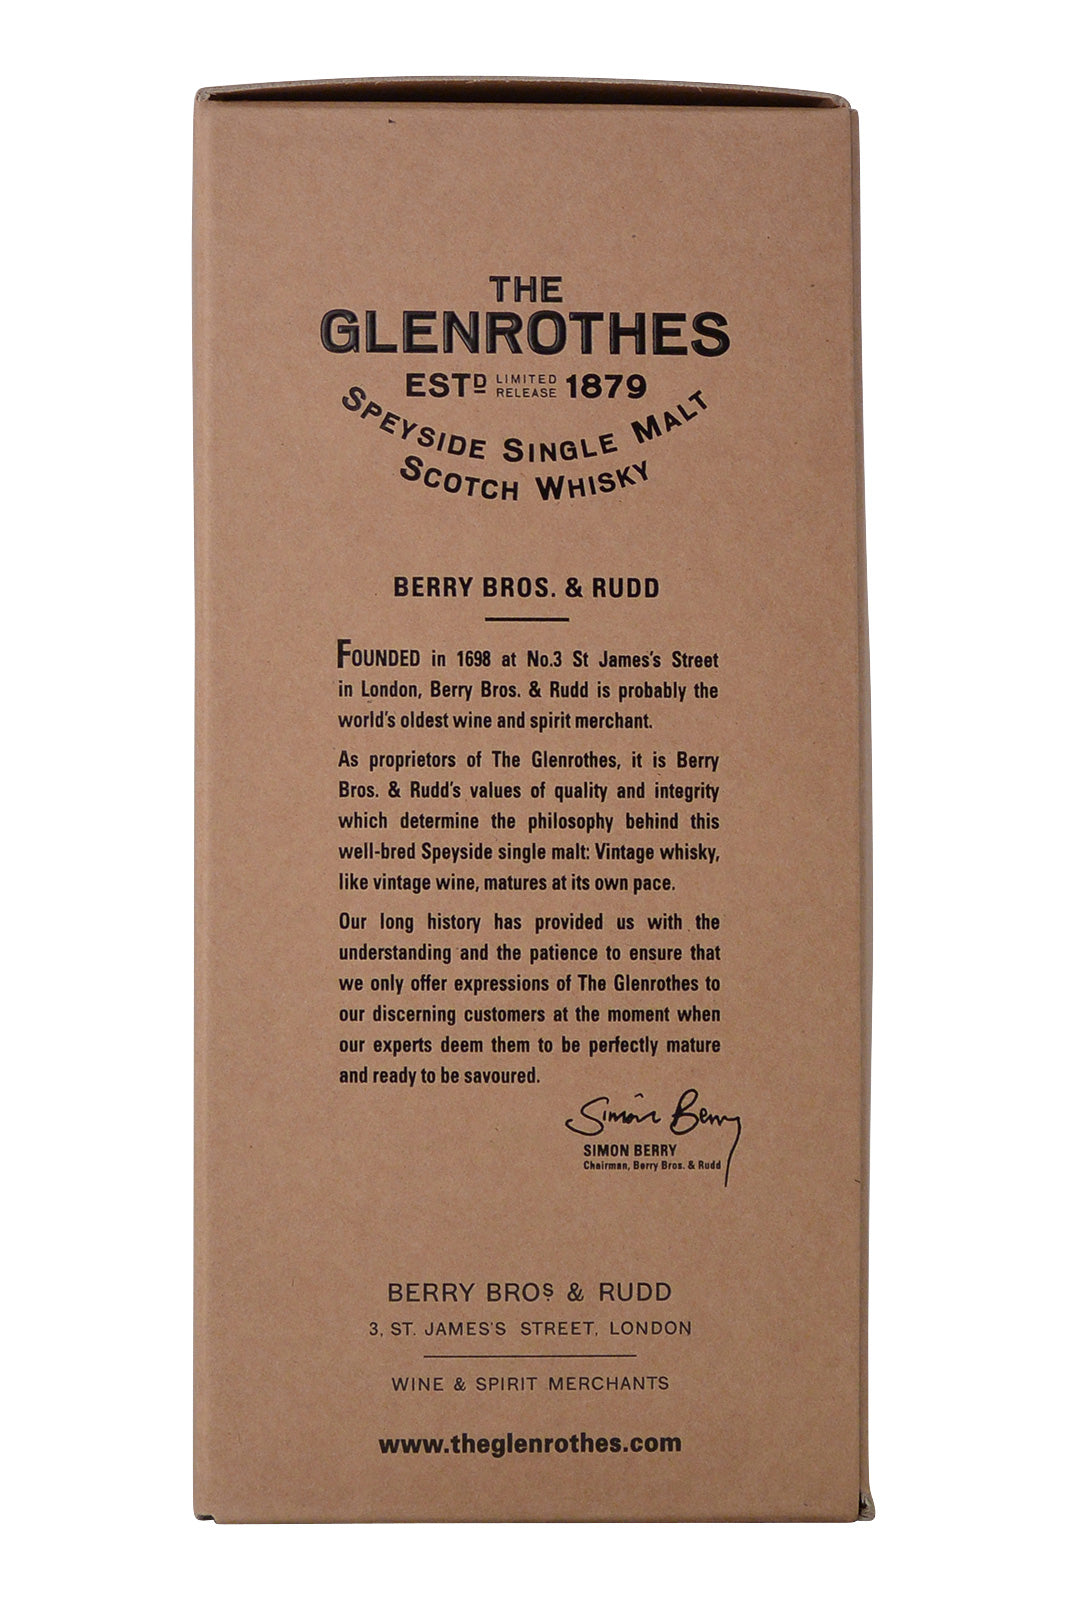 THE
GLENROTHES
ESTD LIMITED RELEASE 1879
SPEYSIDE SINGLE MALT
SCOTCH WHISKY
BERRY BROS. & RUDD
FOUNDED in 1698 at No.3 St James's Street
in London, Berry Bros. & Rudd is probably the
world's oldest wine and spirit merchant.
As proprietors of The Glenrothes, it is Berry
Bros. & Rudd's values of quality and integrity
which determine the philosophy behind this
well-bred Speyside single malt: Vintage whisky,
like vintage wine, matures at its own pace.
Our long history has provided us with the
understanding and the patience to ensure that
we only offer expressions of The Glenrothes to
our discerning customers at the moment when
our experts deem them to be perfectly mature
and ready to be savoured.
Simon Berry
SIMON BERRY
Chairman, Berry Bros. & Rudd
BERRY BROS & RUDD
3, ST. JAMES'S STREET, LONDON
WINE & SPIRIT MERCHANTS
www.theglenrothes.com